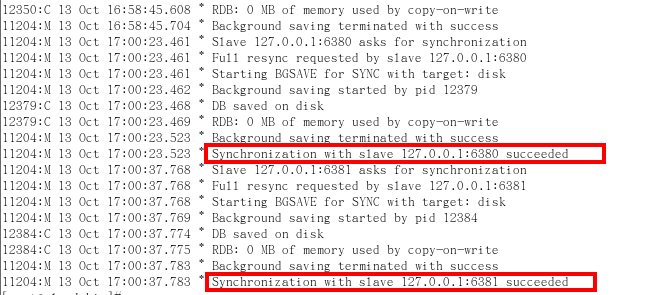 12350:C 13 Oct 16:58:45.608 * RDB: 0 MB of memory used by copy-on-write
11204:M 13 Oct 16:58:45.704 * Background saving terminated with success
11204:M 13 Oct 17:00:23.461 * Slave 127.0.0.1:6380 asks for synchronization
11204:M 13 Oct 17:00:23.461 * Full resync requested by slave 127.0.0.1:6380
11204:M 13 Oct 17:00:23.461 * Starting BGSAVE for SYNC with target: disk
11204:M 13 Oct 17:00:23.462 * Background saving started by pid 12379
12379:C 13 Oct 17:00:23.468 * DB saved on disk
12379:C 13 Oct 17:00:23.469 * RDB: 0 MB of memory used by copy-on-write
11204:M 13 Oct 17:00:23.523 * Background saving terminated with success
11204:M 13 Oct 17:00:23.523 * Synchronization with slave 127.0.0.1:6380 succeeded
11204:M 13 Oct 17:00:37.768 * Slave 127.0.0.1:6381 asks for synchronization
11204:M 13 Oct 17:00:37.768 * Full resync requested by slave 127.0.0.1:6381
11204:M 13 Oct 17:00:37.768 * Starting BGSAVE for SYNC with target: disk
11204:M 13 Oct 17:00:37.769 * Background saving started by pid 12384
12384:C 13 Oct 17:00:37.774 * DB saved on disk
12384:C 13 Oct 17:00:37.775 * RDB: 0 MB of memory used by copy-on-write
11204:M 13 Oct 17:00:37.783 * Background saving terminated with success
11204:M 13 Oct 17:00:37.783 * Synchronization with slave 127.0.0.1:6381 succeeded